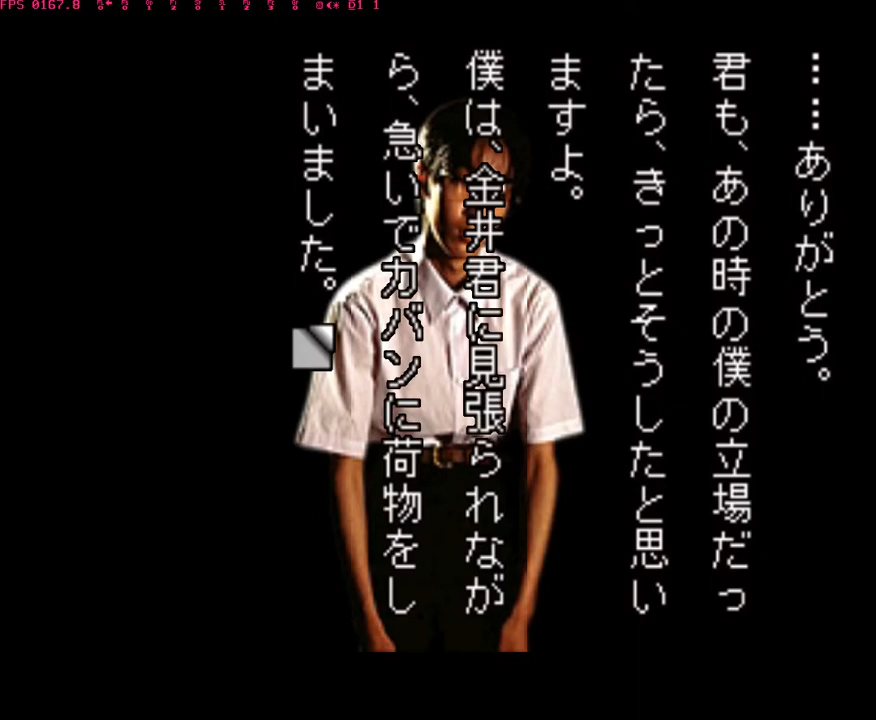 ……ありがとう。
君も、あの時の僕の立場だっ
たら、きっとそうしたと思い
ますよ。
僕は、金井君に見張られなが
ら、急いでカバンに荷物をし
まいました。
FPS 0167.8